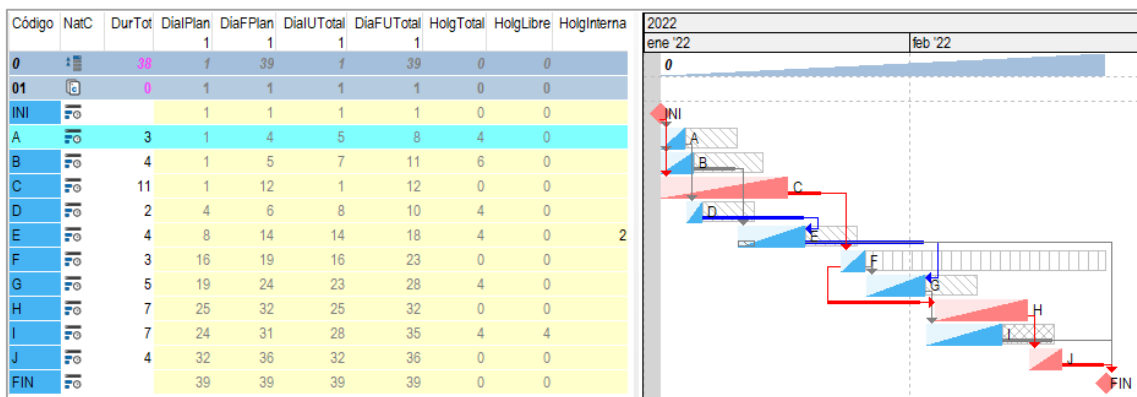 Código NatC DurTot DíaIPlan DíaFPlan DíaIUTotal DíaFUTotal HolgTotal HolgLibre HolgInterna
1 1 1 1
0 38 1 39 1 39 0 0
01 0 1 1 1 1 0 0
INI 1 1 1 1 0 0
A 3 1 4 5 8 4 0
B 4 1 5 7 11 6 0
C 11 1 12 1 12 0 0
D 2 4 6 8 10 4 0
E 4 8 14 14 18 4 0 2
F 3 16 19 16 23 0 0
G 5 19 24 23 28 4 0
H 7 25 32 25 32 0 0
I 7 24 31 28 35 4 4
J 4 32 36 32 36 0 0
FIN 39 39 39 39 0 0
2022
ene '22 feb '22
0
INI
A
B
C
D
E
F
G
H
I
J
FIN